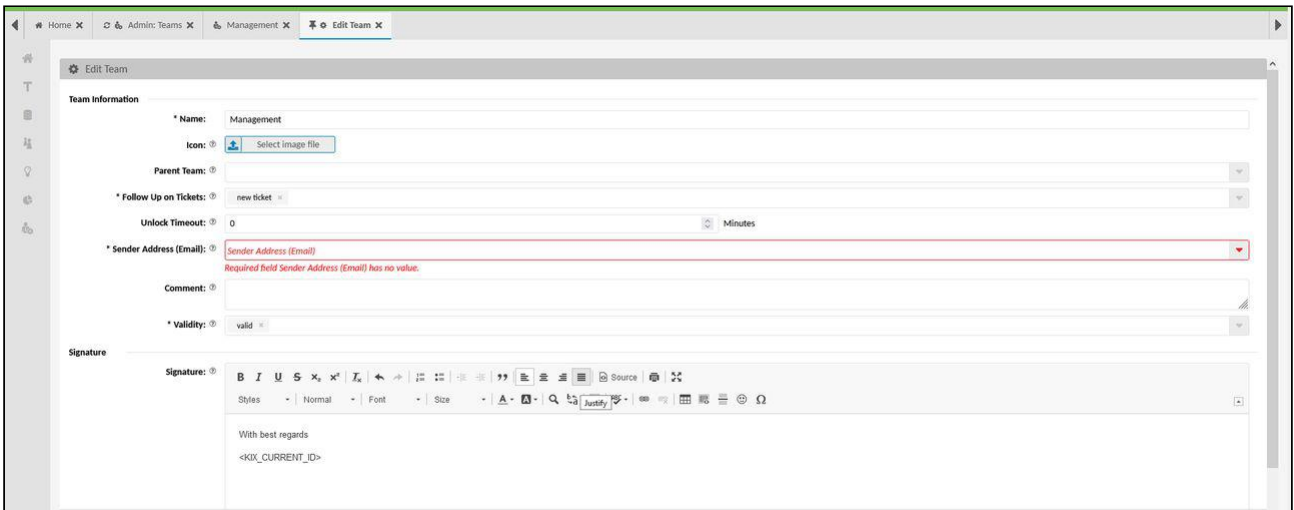 Home Admin: Teams Management Edit Team
Edit Team
Team Information
* Name: Management
Icon: Select image file
Parent Team:
* Follow Up on Tickets: new ticket
Unlock Timeout: 0 Minutes
* Sender Address (Email): Sender Address (Email)
Required field Sender Address (Email) has no value.
Comment:
* Validity: valid
Signature
Signature:
B I U S x₂ x² Tx Source
Styles Normal Font Size A A Ω
Justify
With best regards
<KIX_CURRENT_ID>